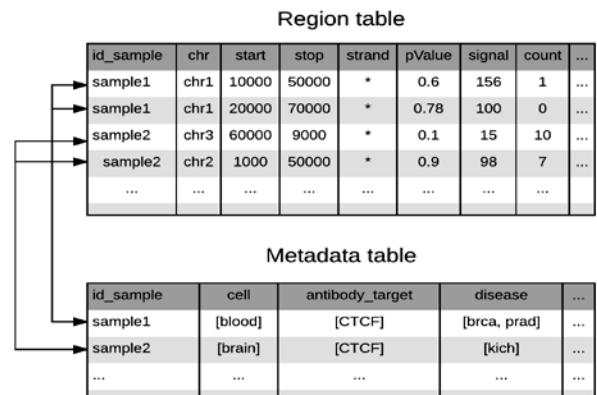 Region table
id_sample chr start stop strand pValue signal count ...
sample1 chr1 10000 50000 * 0.6 156 1 ...
sample1 chr1 20000 70000 * 0.78 100 0 ...
sample2 chr3 60000 9000 * 0.1 15 10 ...
sample2 chr2 1000 50000 * 0.9 98 7 ...
... ... ... ... ... ... ... ... ...
Metadata table
id_sample cell antibody_target disease ...
sample1 [blood] [CTCF] [brca, prad] ...
sample2 [brain] [CTCF] [kich] ...
... ... ... ... ...